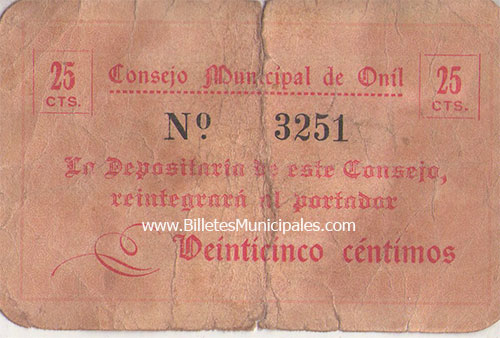 25 CTS. Consejo Municipal de Onil 25 CTS.
Nº 3251
La Depositaría de este Consejo,
reintegrará al portador
www.BilletesMunicipales.com
Veinticinco céntimos